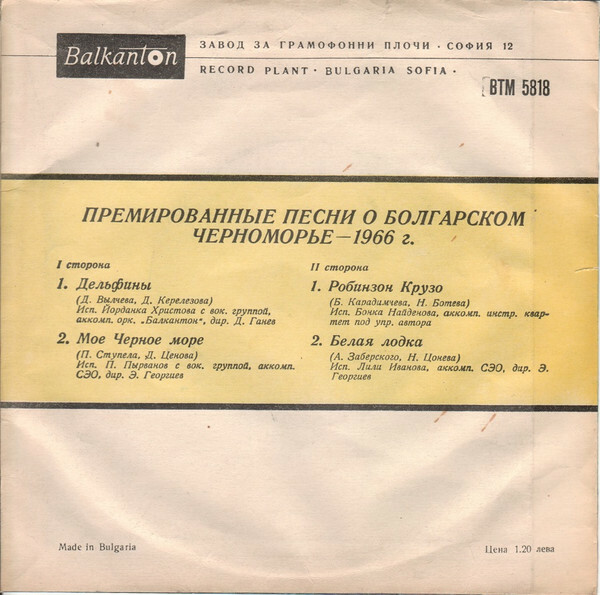 Balkanton
ЗАВОД ЗА ГРАМОФОННИ ПЛОЧИ · СОФИЯ 12
RECORD PLANT · BULGARIA SOFIA ·
BTM 5818
ПРЕМИРОВАННЫЕ ПЕСНИ О БОЛГАРСКОМ
ЧЕРНОМОРЬЕ—1966 г.
I сторона
1. Дельфины
(Д. Вылчева, Д. Керелезова)
Исп. Йорданка Христова с вок. группой,
аккомп. орк. „Балкантон“, дир. Д. Ганев
2. Мое Черное море
(П. Ступела, Д. Ценова)
Исп. П. Пырванов с вок. группой, аккомп.
СЭО, дир. Э. Георгиев
II сторона
1. Робинзон Крузо
(Б. Карадимчева, Н. Ботева)
Исп. Бонка Найденова, аккомп. инстр. квар-
тет под упр. автора
2. Белая лодка
(А. Заберского, Н. Цонева)
Исп. Лили Иванова, аккомп. СЭО, дир. Э.
Георгиев
Made in Bulgaria
Цена 1.20 лева